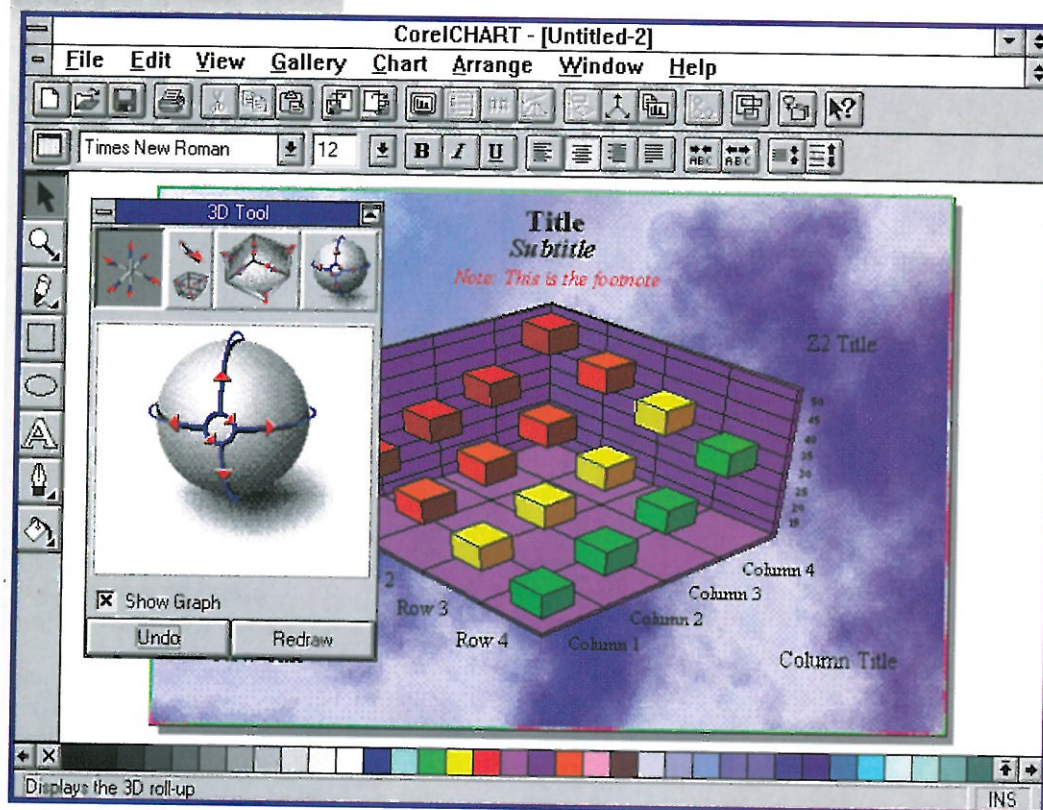 CorelCHART - [Untitled-2]
File Edit View Gallery Chart Arrange Window Help
Times New Roman 12 B I U ABC ABC
3D Tool
Title
Subtitle
Note: This is the footnote
Z2 Title
50
45
40
35
30
25
20
15
Column 4
Column 3
Column 2
Column 1
2
Row 3
Row 4
Column Title
A
Show Graph
Undo Redraw
Displays the 3D roll-up INS